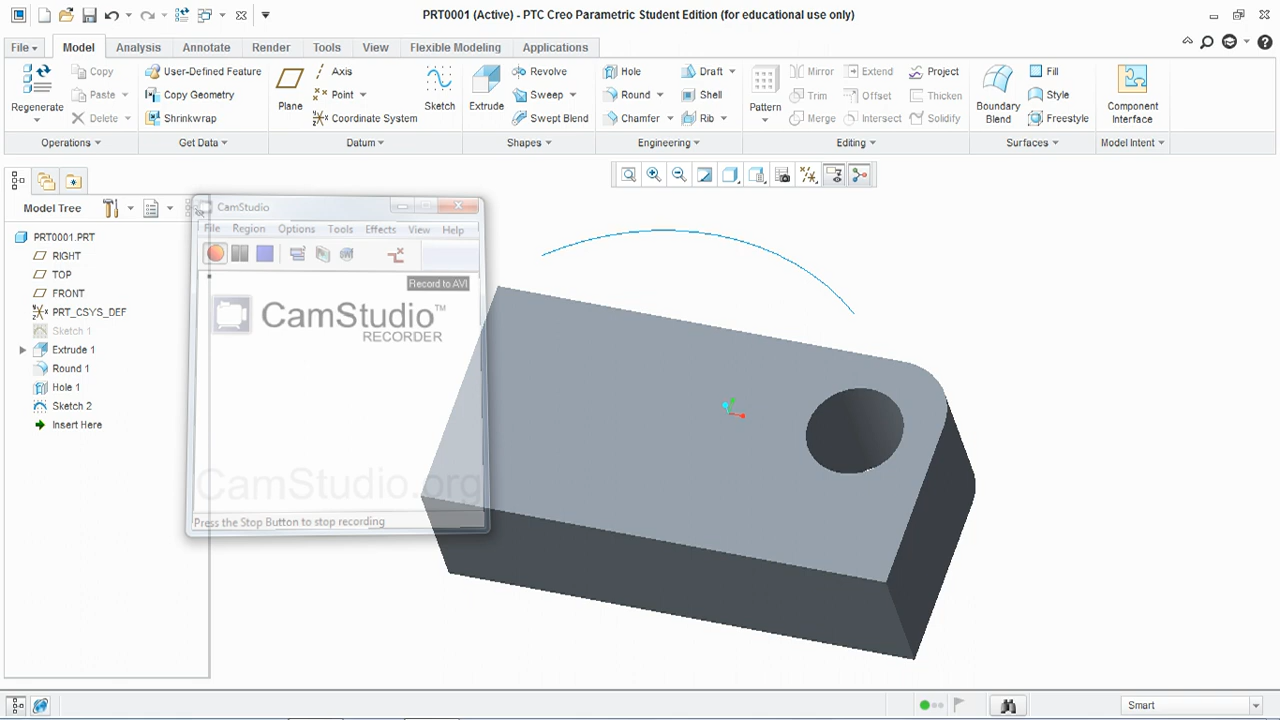 PRT0001 (Active) - PTC Creo Parametric Student Edition (for educational use only)
File Model Analysis Annotate Render Tools View Flexible Modeling Applications
Regenerate
Copy
Paste
Delete
User-Defined Feature
Copy Geometry
Shrinkwrap
Plane
Axis
Point
Coordinate System
Sketch
Extrude
Revolve
Sweep
Swept Blend
Hole
Round
Chamfer
Draft
Shell
Rib
Pattern
Mirror
Trim
Merge
Extend
Offset
Intersect
Project
Thicken
Solidify
Boundary
Blend
Fill
Style
Freestyle
Component
Interface
Operations Get Data Datum Shapes Engineering Editing Surfaces Model Intent
Model Tree
PRT0001.PRT
RIGHT
TOP
FRONT
PRT_CSYS_DEF
Sketch 1
Extrude 1
Round 1
Hole 1
Sketch 2
Insert Here
CamStudio
File Region Options Tools Effects View Help
Record to AVI
CamStudio™
RECORDER
CamStudio.org
Press the Stop Button to stop recording
Smart